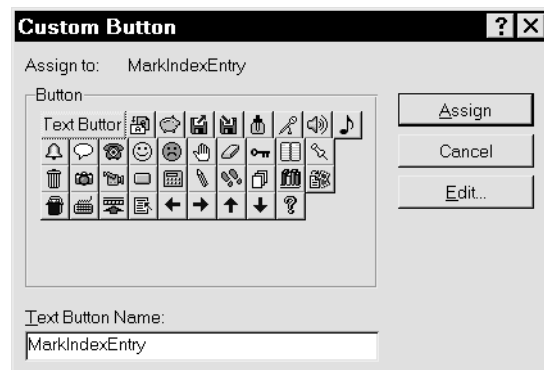 Custom Button
Assign to: MarkIndexEntry
Button
Text Button
Assign
Cancel
Edit...
Text Button Name:
MarkIndexEntry